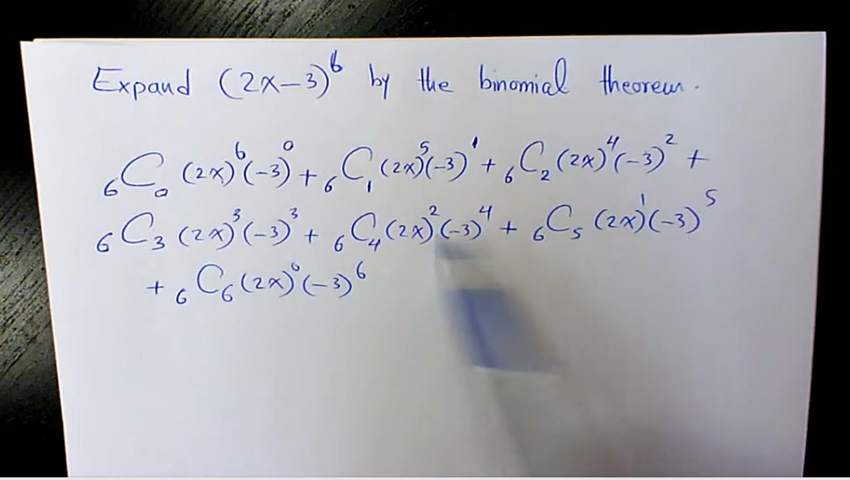 Expand (2x-3)⁶ by the binomial theorem.
₆C₀(2x)⁶(-3)⁰ + ₆C₁(2x)⁵(-3)¹ + ₆C₂(2x)⁴(-3)² +
₆C₃(2x)³(-3)³ + ₆C₄(2x)²(-3)⁴ + ₆C₅(2x)¹(-3)⁵
+ ₆C₆(2x)⁰(-3)⁶